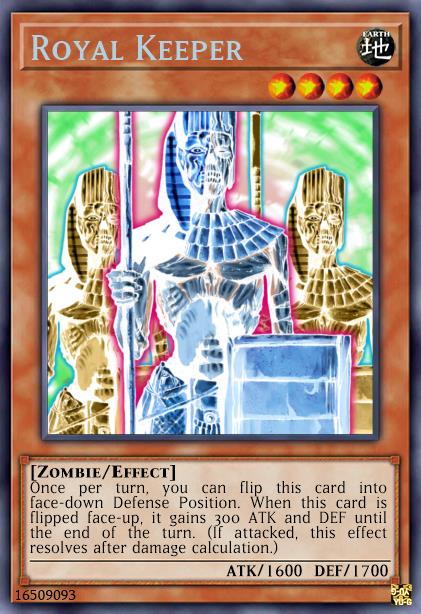 Royal Keeper
EARTH
地
[Zombie/Effect]
Once per turn, you can flip this card into
face-down Defense Position. When this card is
flipped face-up, it gains 300 ATK and DEF until
the end of the turn. (If attacked, this effect
resolves after damage calculation.)
ATK/1600 DEF/1700
16509093